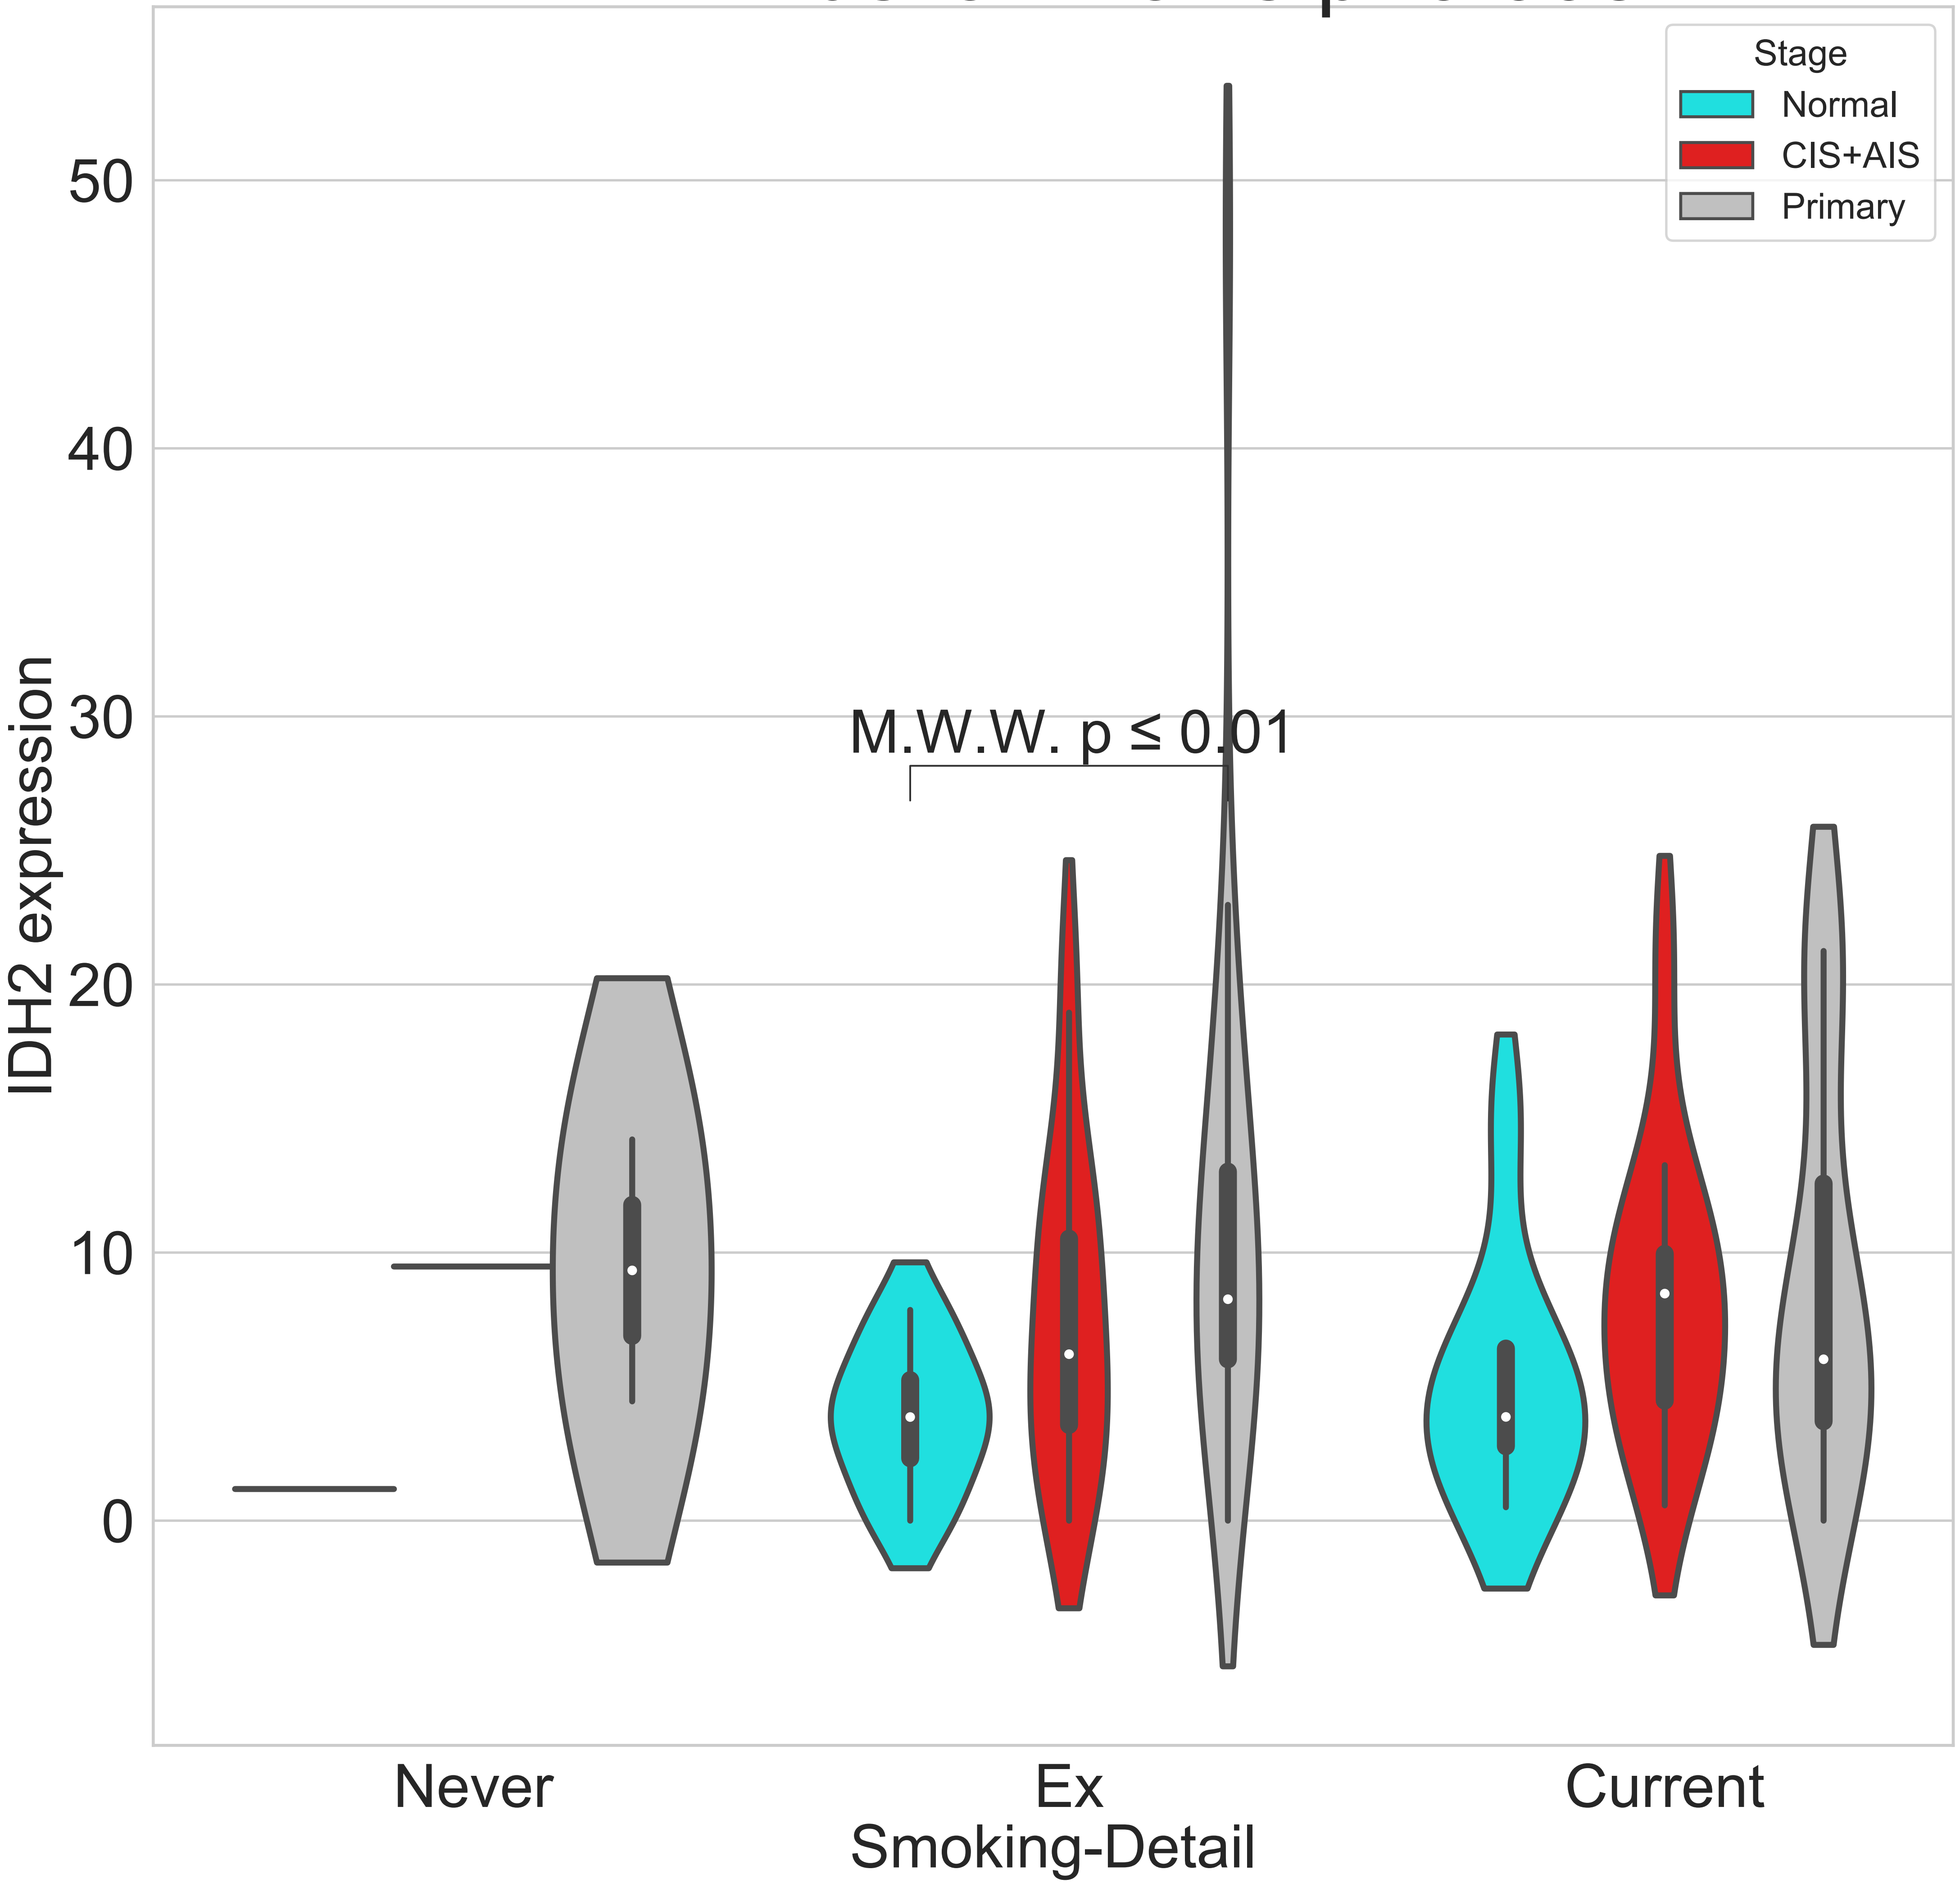 Stage
Normal
CIS+AIS
Primary
50
40
30
20
10
0
IDH2 expression
M.W.W. p ≤ 0.01
Never
Ex
Current
Smoking-Detail